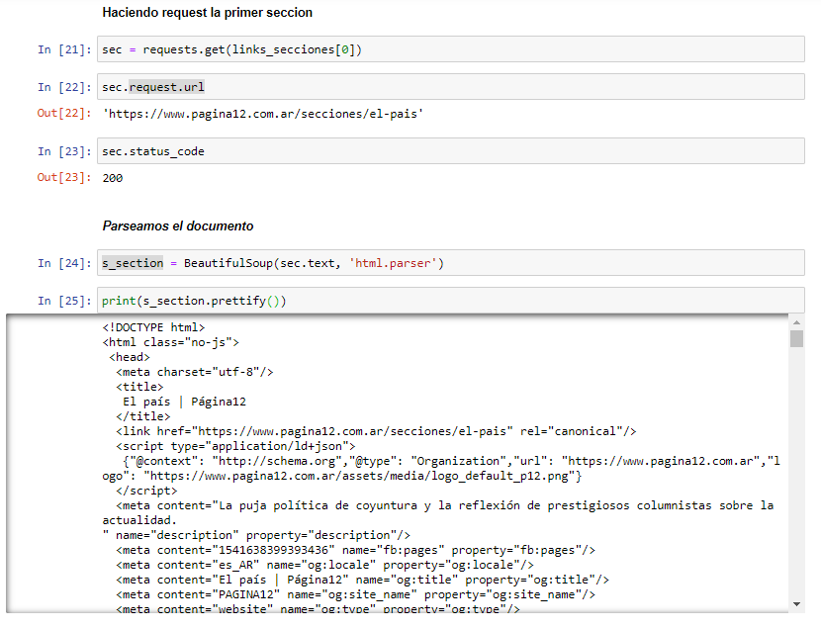 Haciendo request la primer seccion
In [21]: sec = requests.get(links_secciones[0])
In [22]: sec.request.url
Out[22]: 'https://www.pagina12.com.ar/secciones/el-pais'
In [23]: sec.status_code
Out[23]: 200
Parseamos el documento
In [24]: s_section = BeautifulSoup(sec.text, 'html.parser')
In [25]: print(s_section.prettify())
<!DOCTYPE html>
<html class="no-js">
<head>
<meta charset="utf-8"/>
<title>
El país | Página12
</title>
<link href="https://www.pagina12.com.ar/secciones/el-pais" rel="canonical"/>
<script type="application/ld+json">
{"@context": "http://schema.org","@type": "Organization","url": "https://www.pagina12.com.ar","l
ogo": "https://www.pagina12.com.ar/assets/media/logo_default_p12.png"}
</script>
<meta content="La puja política de coyuntura y la reflexión de prestigiosos columnistas sobre la
actualidad.
" name="description" property="description"/>
<meta content="1541638399393436" name="fb:pages" property="fb:pages"/>
<meta content="es_AR" name="og:locale" property="og:locale"/>
<meta content="El país | Página12" name="og:title" property="og:title"/>
<meta content="PAGINA12" name="og:site_name" property="og:site_name"/>
<meta content="website" name="og:type" property="og:type"/>